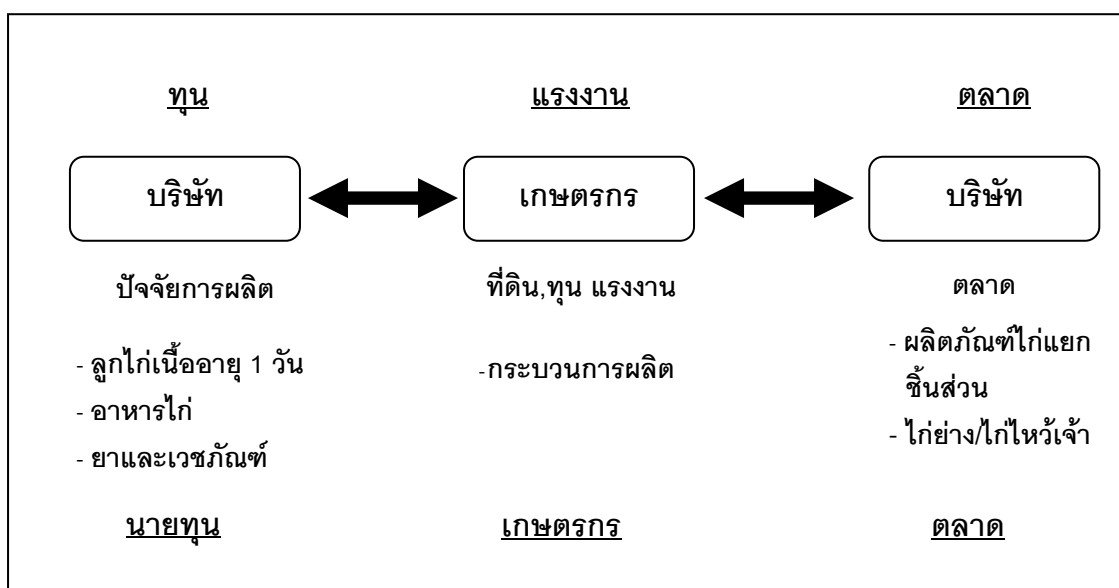 ทุน แรงงาน ตลาด
บริษัท เกษตรกร บริษัท
ปัจจัยการผลิต
- ลูกไก่เนื้ออายุ 1 วัน
- อาหารไก่
- ยาและเวชภัณฑ์
ที่ดิน,ทุน แรงงาน
-กระบวนการผลิต
ตลาด
- ผลิตภัณฑ์ไก่แยก
ชิ้นส่วน
- ไก่ย่าง/ไก่ไหว้เจ้า
นายทุน เกษตรกร ตลาด